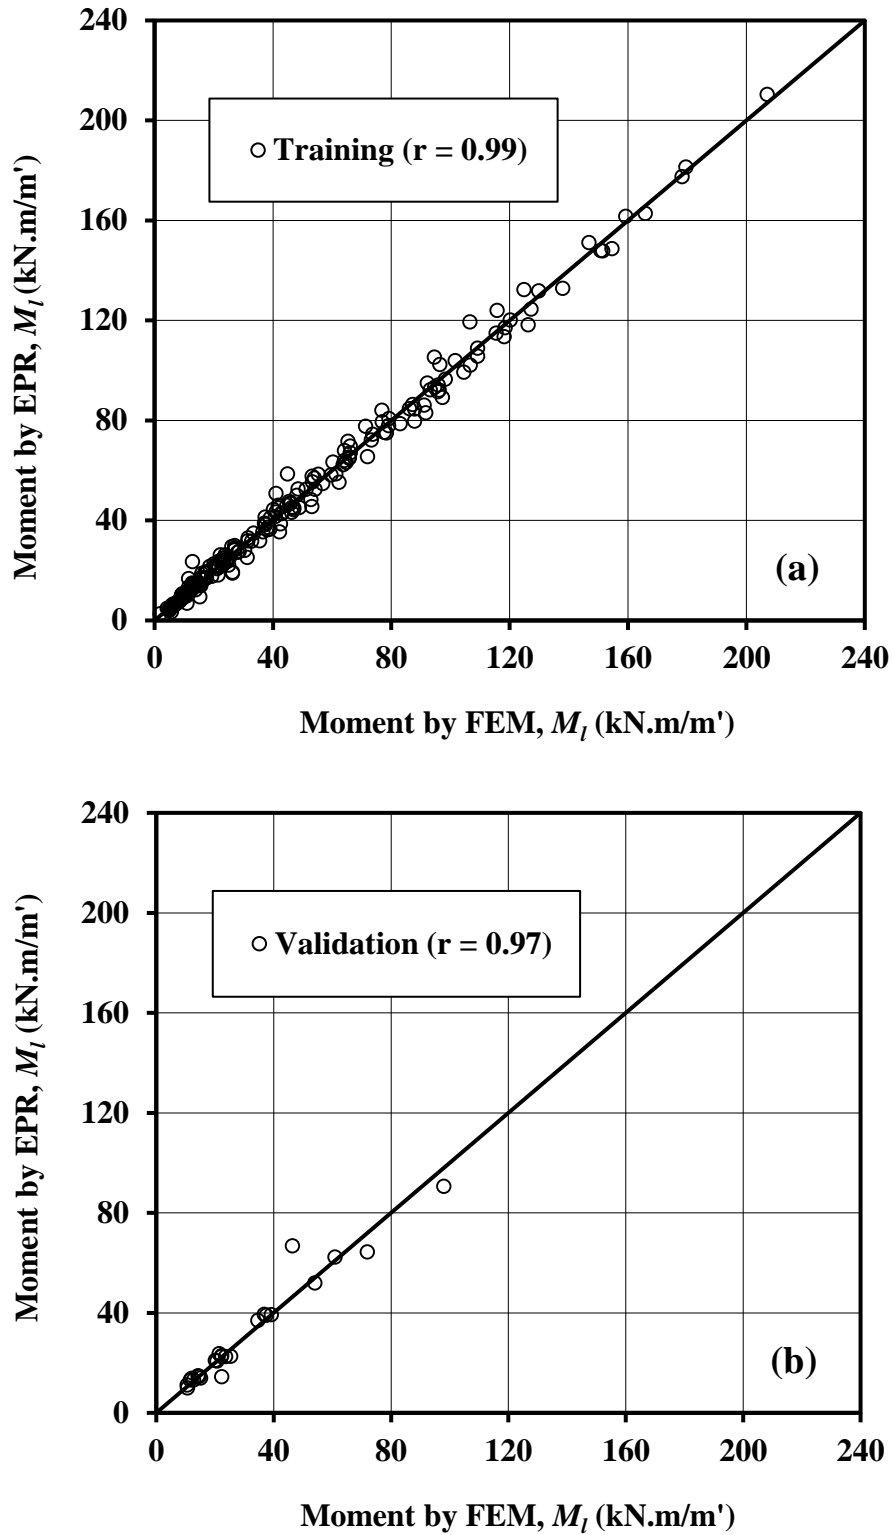 240
200
160
120
80
40
0
Moment by EPR, M_l (kN.m/m')
Training (r = 0.99)
(a)
0 40 80 120 160 200 240
Moment by FEM, M_l (kN.m/m')
240
200
160
120
80
40
0
Moment by EPR, M_l (kN.m/m')
Validation (r = 0.97)
(b)
0 40 80 120 160 200 240
Moment by FEM, M_l (kN.m/m')